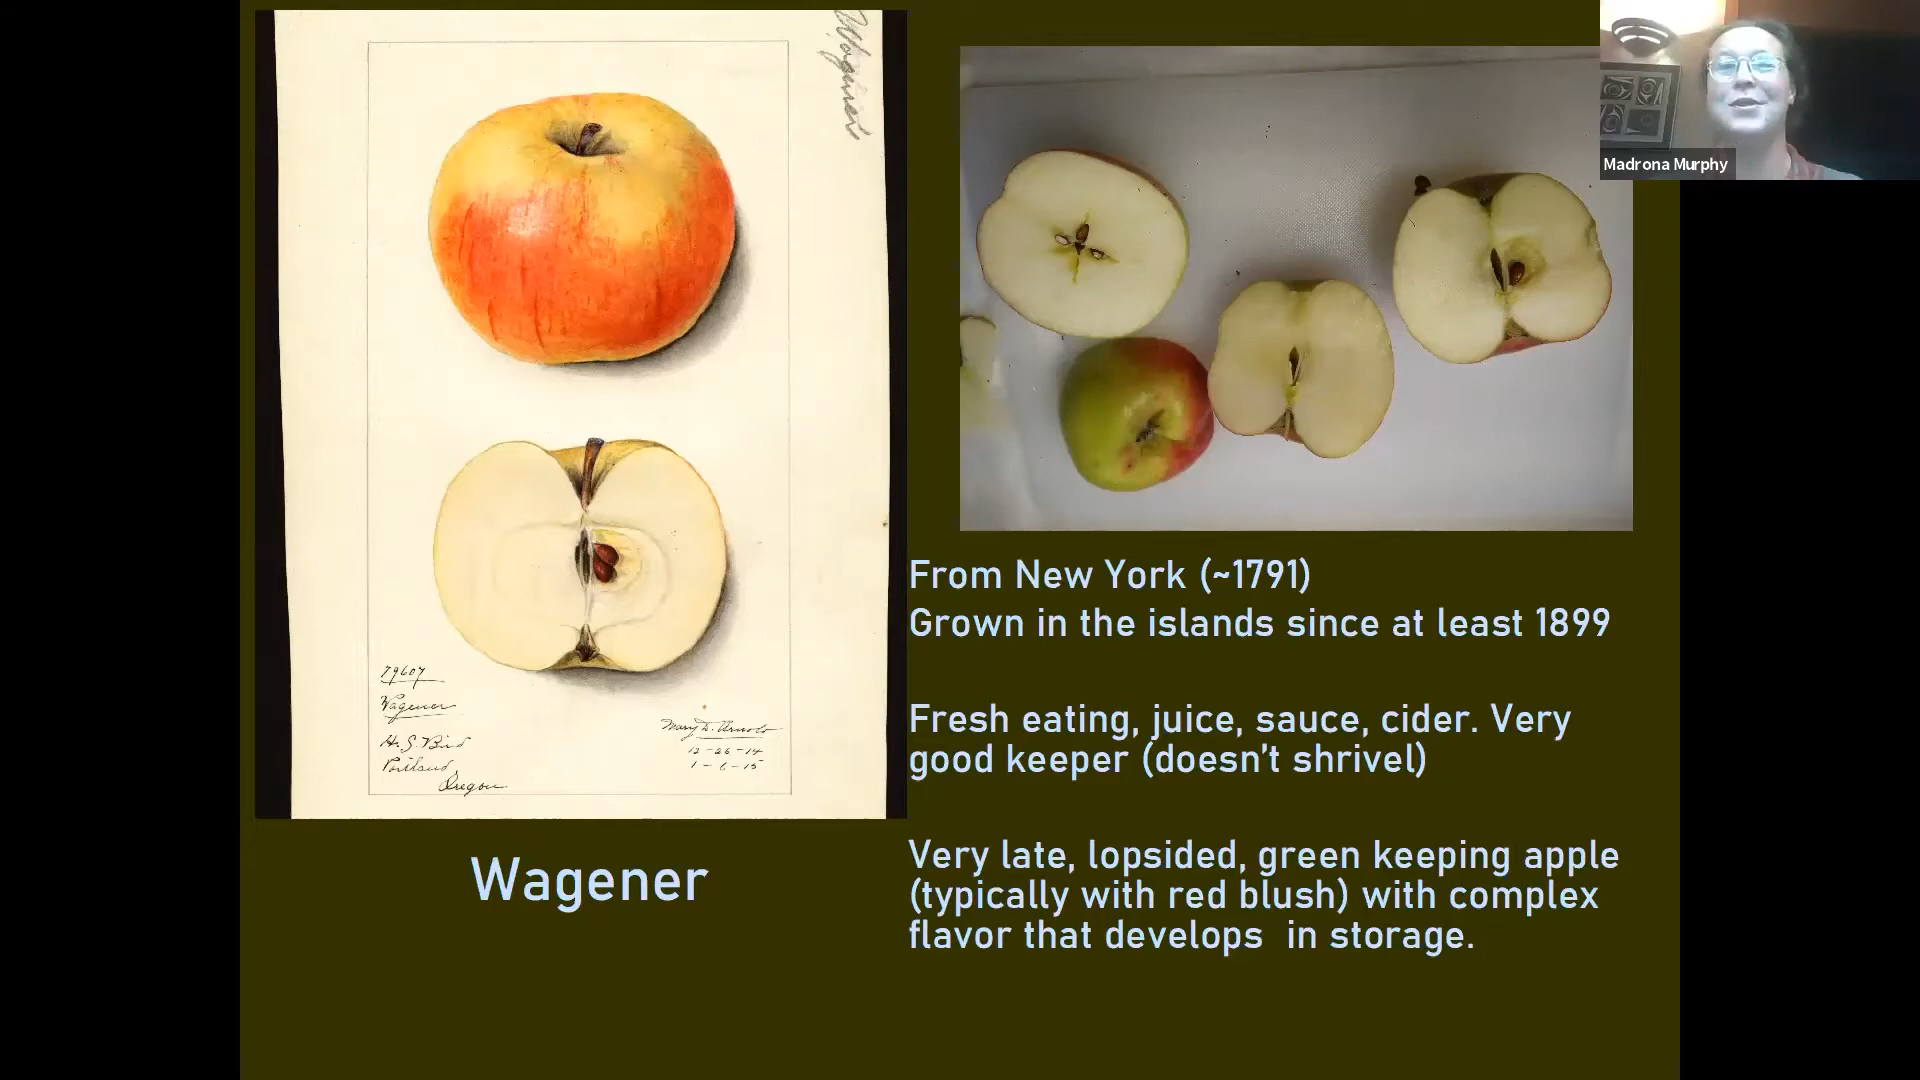 Wagener
79607
Wagener
H. S. Bird
Portland
Oregon
Mary D. Arnold
12-26-14
1-6-15
Wagener
Madrona Murphy
From New York (~1791)
Grown in the islands since at least 1899
Fresh eating, juice, sauce, cider. Very
good keeper (doesn't shrivel)
Very late, lopsided, green keeping apple
(typically with red blush) with complex
flavor that develops  in storage.